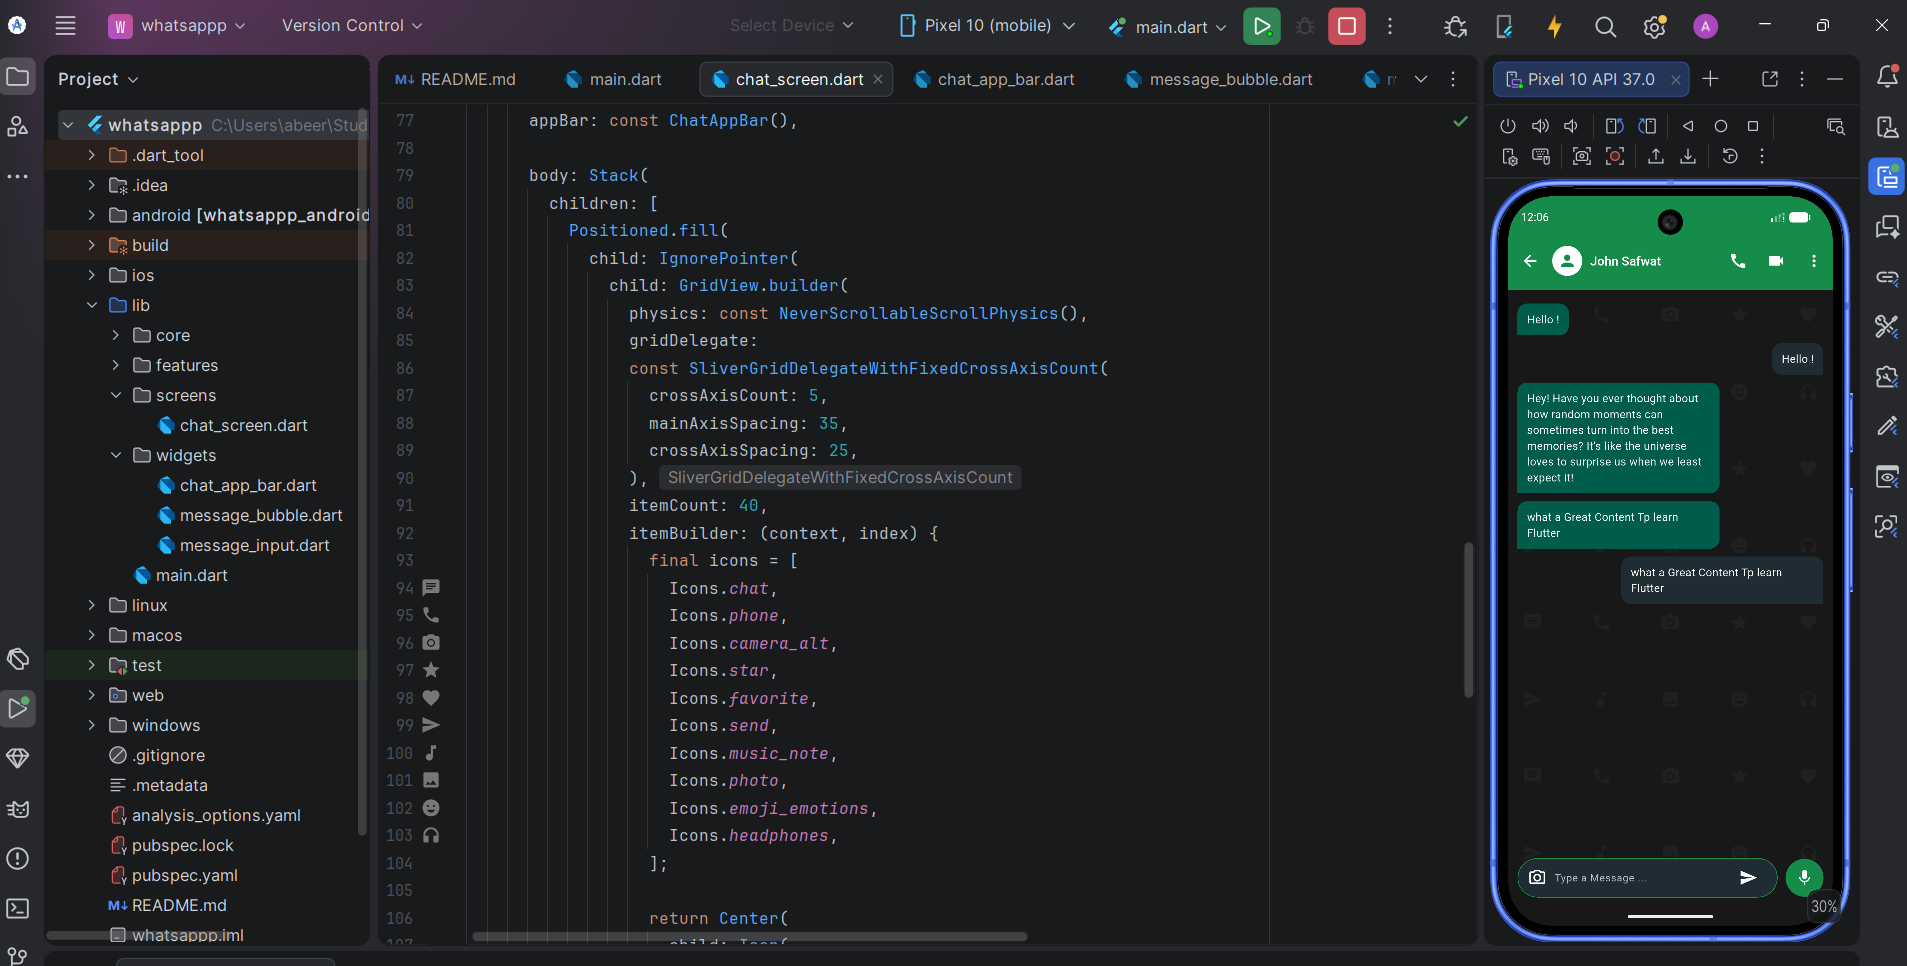 W whatsappp Version Control Select Device Pixel 10 (mobile) main.dart A
Project
README.md main.dart chat_screen.dart chat_app_bar.dart message_bubble.dart
Pixel 10 API 37.0
whatsappp C:\Users\abeer\Stud
.dart_tool
.idea
android [whatsappp_android
build
ios
lib
core
features
screens
chat_screen.dart
widgets
chat_app_bar.dart
message_bubble.dart
message_input.dart
main.dart
linux
macos
test
web
windows
.gitignore
.metadata
analysis_options.yaml
pubspec.lock
pubspec.yaml
M↓ README.md
whatsappp.iml
77 appBar: const ChatAppBar(),
78
79 body: Stack(
80 children: [
81 Positioned.fill(
82 child: IgnorePointer(
83 child: GridView.builder(
84 physics: const NeverScrollableScrollPhysics(),
85 gridDelegate:
86 const SliverGridDelegateWithFixedCrossAxisCount(
87 crossAxisCount: 5,
88 mainAxisSpacing: 35,
89 crossAxisSpacing: 25,
90 ), SliverGridDelegateWithFixedCrossAxisCount
91 itemCount: 40,
92 itemBuilder: (context, index) {
93 final icons = [
94 Icons.chat,
95 Icons.phone,
96 Icons.camera_alt,
97 Icons.star,
98 Icons.favorite,
99 Icons.send,
100 Icons.music_note,
101 Icons.photo,
102 Icons.emoji_emotions,
103 Icons.headphones,
104 ];
105
106 return Center(
107 child: Icon(
12:06
John Safwat
Hello !
Hello !
Hey! Have you ever thought about
how random moments can
sometimes turn into the best
memories? It's like the universe
loves to surprise us when we least
expect it!
what a Great Content Tp learn
Flutter
what a Great Content Tp learn
Flutter
Type a Message ...
30%